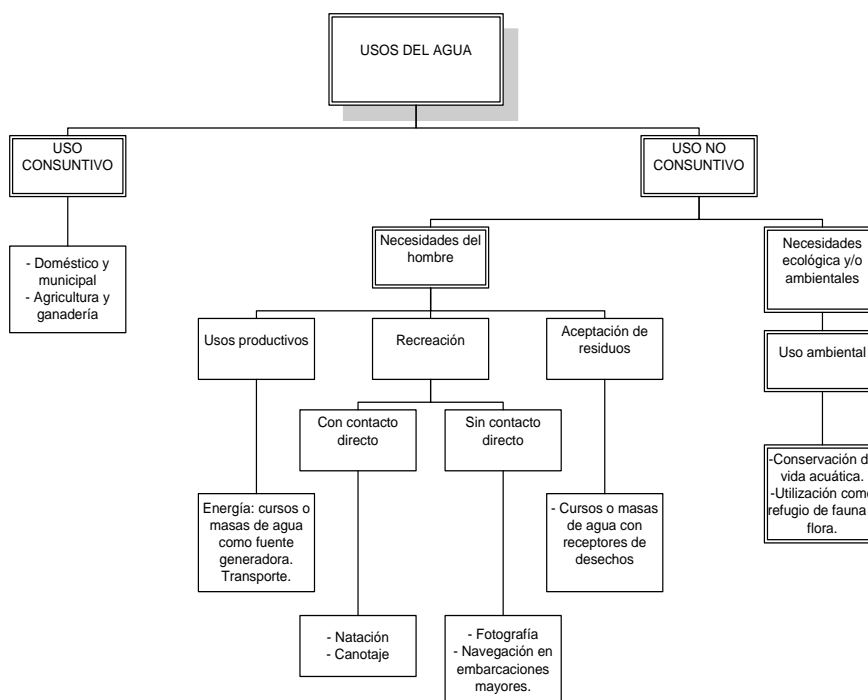 USOS DEL AGUA
USO
CONSUNTIVO
USO NO
CONSUNTIVO
- Doméstico y
municipal
- Agricultura y
ganadería
Necesidades del
hombre
Necesidades
ecológica y/o
ambientales
Usos productivos
Recreación
Aceptación de
residuos
Uso ambiental
Con contacto
directo
Sin contacto
directo
-Conservación d
vida acuática.
-Utilización como
refugio de fauna
flora.
Energía: cursos o
masas de agua
como fuente
generadora.
Transporte.
- Cursos o masas
de agua con
receptores de
desechos
- Natación
- Canotaje
- Fotografía
- Navegación en
embarcaciones
mayores.